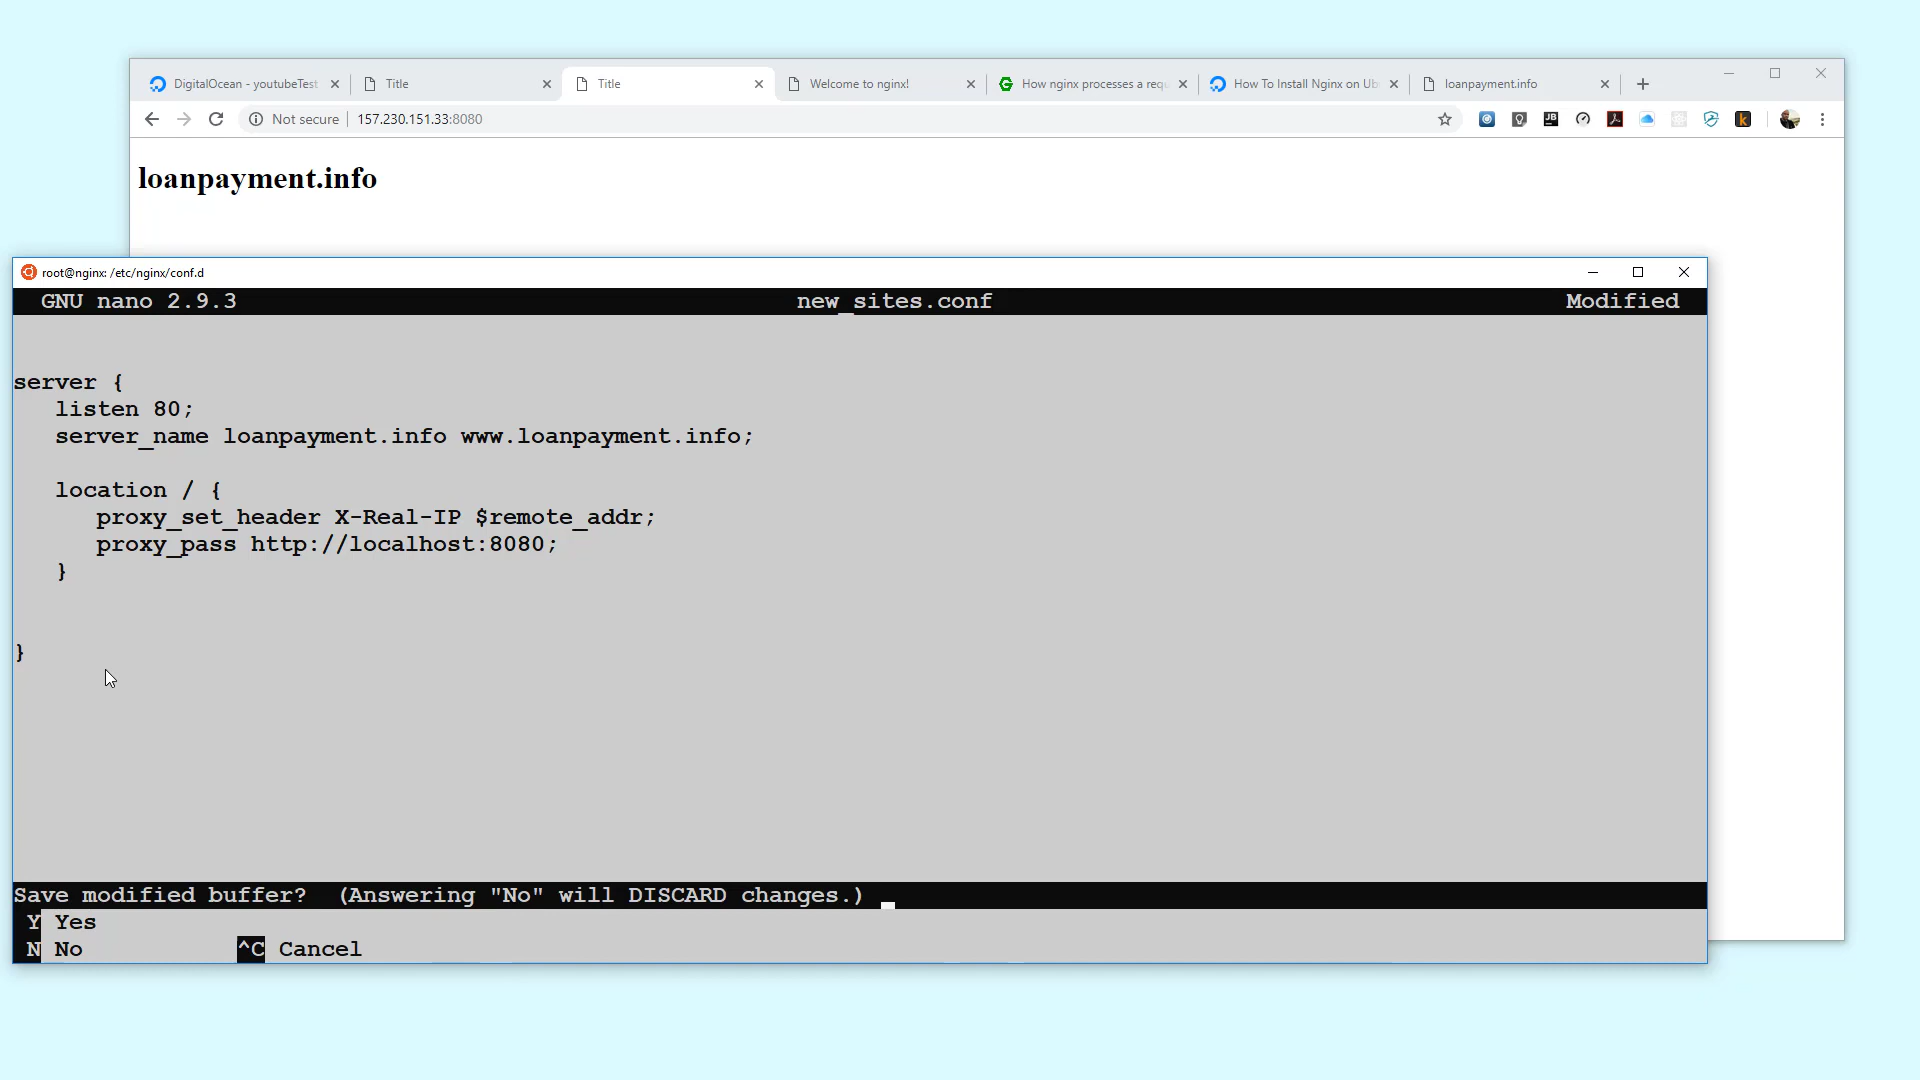 DigitalOcean - youtubeTest
Title
Title
Welcome to nginx!
How nginx processes a requ
How To Install Nginx on Ub
loanpayment.info
Not secure
157.230.151.33:8080
JB
k
loanpayment.info
root@nginx: /etc/nginx/conf.d
GNU nano 2.9.3
new_sites.conf
Modified
server {
listen 80;
server_name loanpayment.info www.loanpayment.info;
location / {
proxy_set_header X-Real-IP $remote_addr;
proxy_pass http://localhost:8080;
}
}
Save modified buffer?  (Answering "No" will DISCARD changes.)
Y Yes
N No
^C Cancel